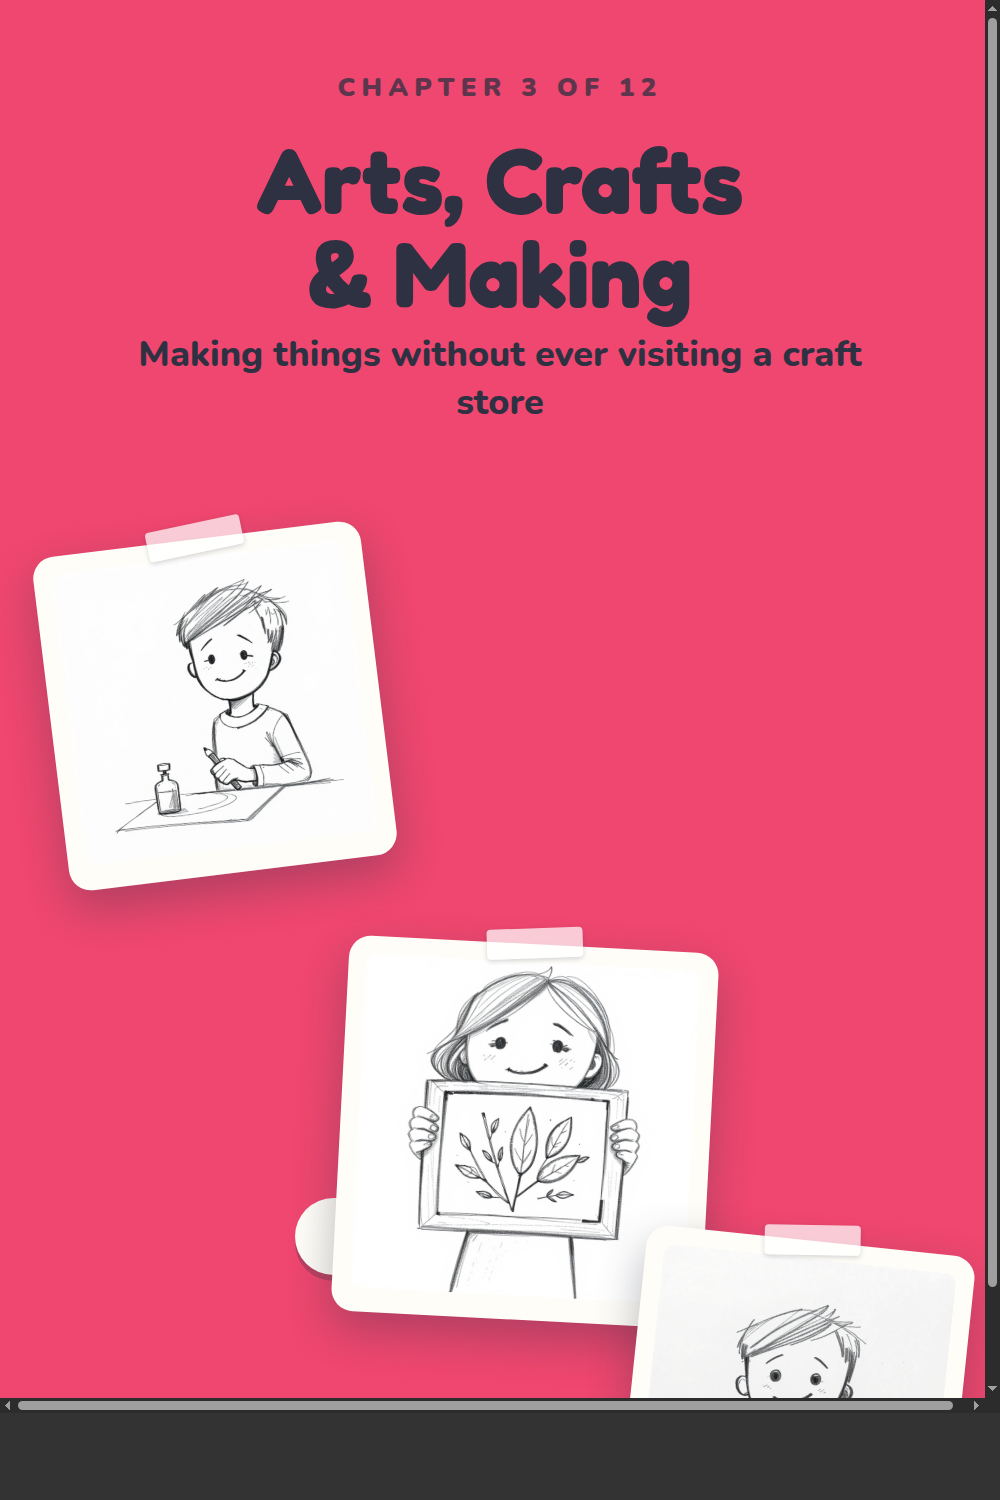 CHAPTER 3 OF 12
Arts, Crafts
& Making
Making things without ever visiting a craft
store